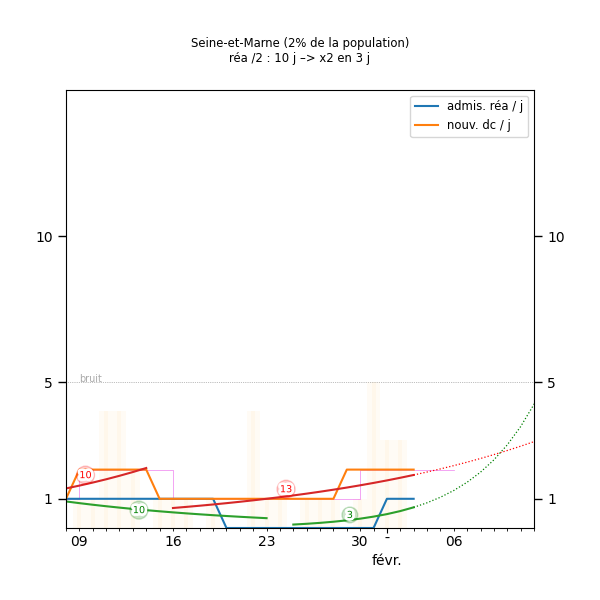 Seine-et-Marne (2% de la population)
réa /2 : 10 j –> x2 en 3 j
admis. réa / j
nouv. dc / j
10 10
bruit
5 5
10
13
10
3
1 1
09 16 23 30 - 06
févr.